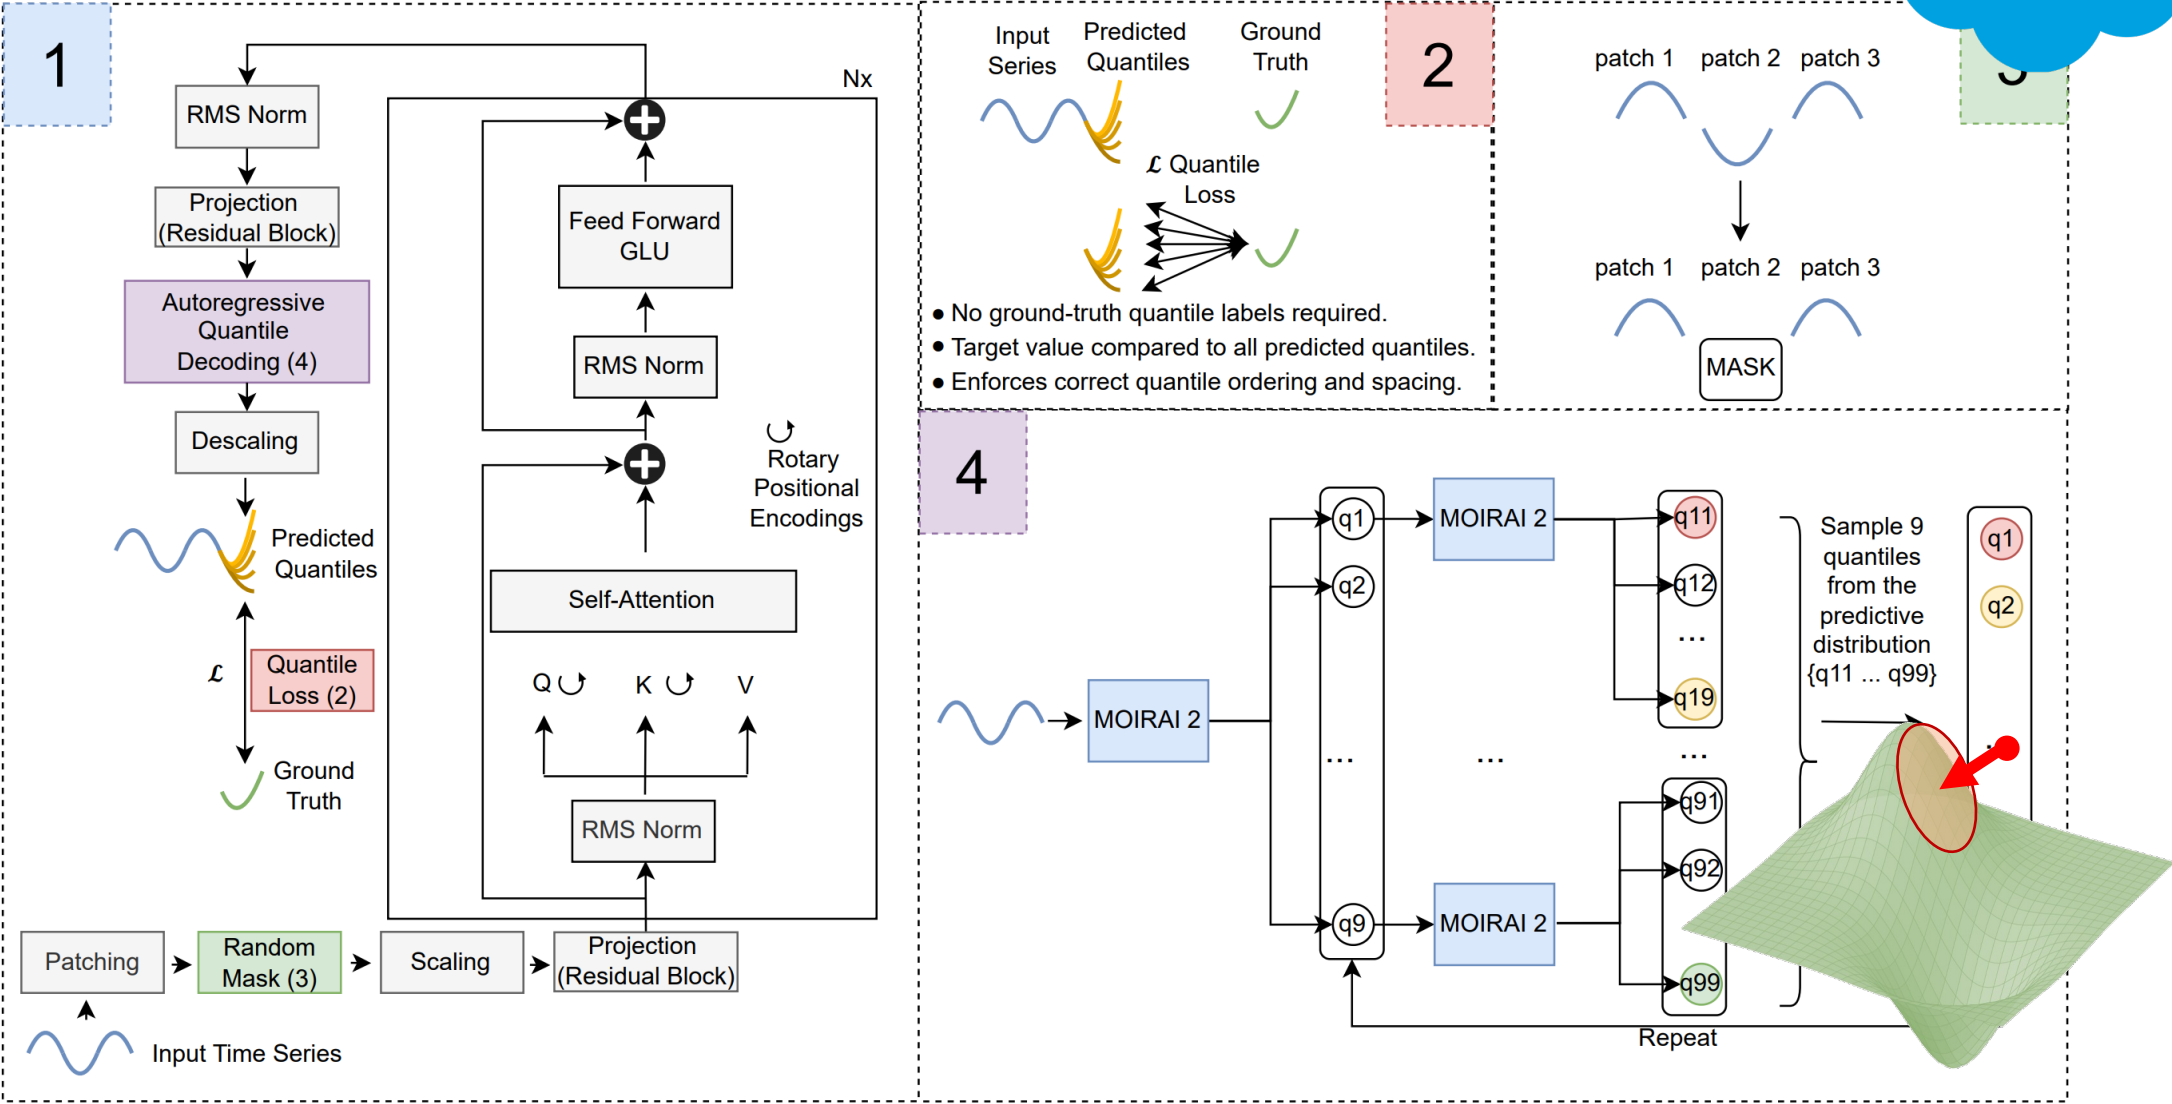 1
Nx
RMS Norm
Projection
(Residual Block)
Autoregressive
Quantile
Decoding (4)
Descaling
Predicted
Quantiles
ℒ
Quantile
Loss (2)
Ground
Truth
Feed Forward
GLU
RMS Norm
Rotary
Positional
Encodings
Self-Attention
Q
K
V
RMS Norm
Patching
Random
Mask (3)
Scaling
Projection
(Residual Block)
Input Time Series
2
Input
Series
Predicted
Quantiles
Ground
Truth
ℒ Quantile
Loss
● No ground-truth quantile labels required.
● Target value compared to all predicted quantiles.
● Enforces correct quantile ordering and spacing.
patch 1 patch 2 patch 3
patch 1 patch 2 patch 3
MASK
4
MOIRAI 2
q1
q2
...
q9
MOIRAI 2
...
MOIRAI 2
q11
q12
...
q19
...
q91
q92
q99
Sample 9
quantiles
from the
predictive
distribution
{q11 ... q99}
q1
q2
Repeat